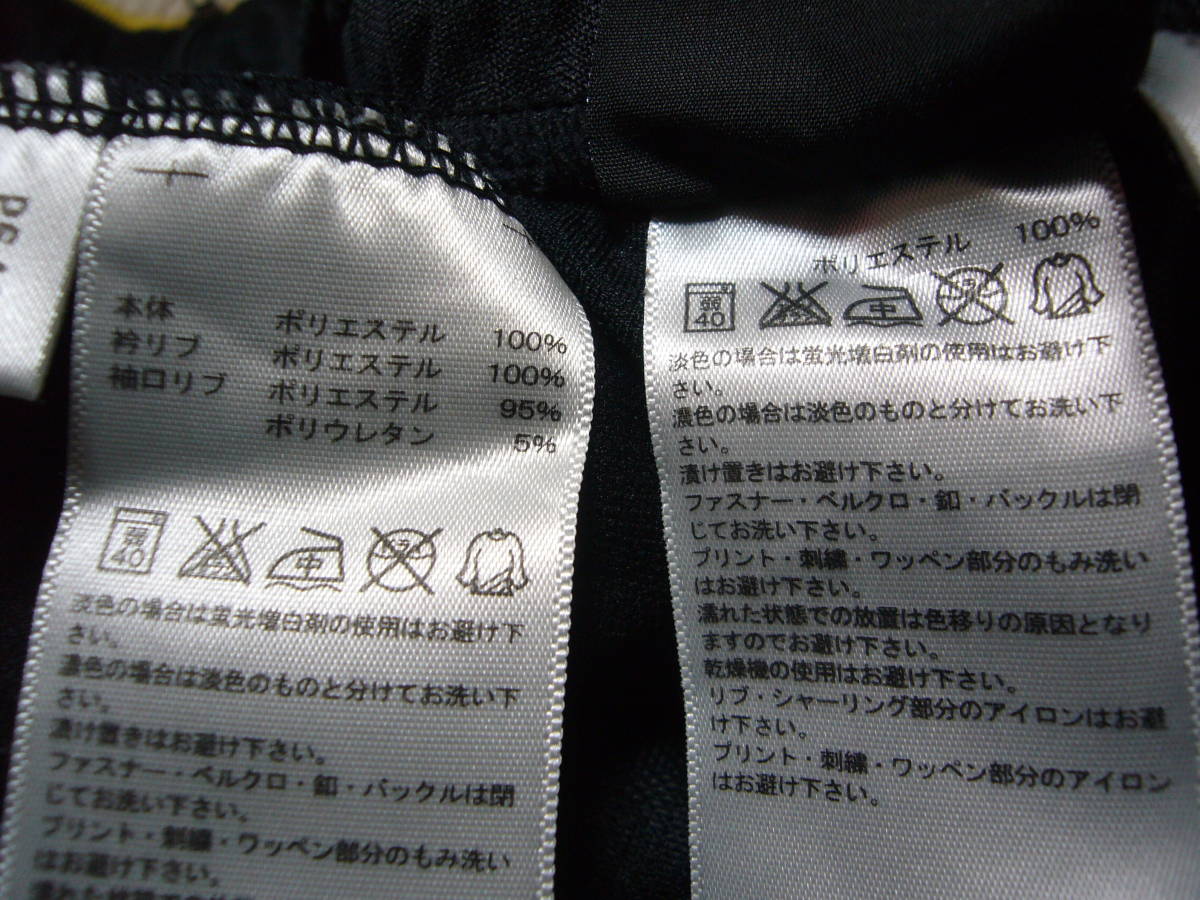 本体 ポリエステル 100%
衿リブ ポリエステル 100%
袖口リブ ポリエステル 95%
ポリウレタン 5%
弱
40
中
淡色の場合は蛍光増白剤の使用はお避け下
さい。
濃色の場合は淡色のものと分けてお洗い下
さい。
漬け置きはお避け下さい。
ファスナー・ベルクロ・釦・バックルは閉
じてお洗い下さい。
プリント・刺繍・ワッペン部分のもみ洗い
はお避け下さい。
ポリエステル 100%
弱
40
中
淡色の場合は蛍光増白剤の使用はお避け下
さい。
濃色の場合は淡色のものと分けてお洗い下
さい。
漬け置きはお避け下さい。
ファスナー・ベルクロ・釦・バックルは閉
じてお洗い下さい。
プリント・刺繍・ワッペン部分のもみ洗い
はお避け下さい。
濡れた状態での放置は色移りの原因となり
ますのでお避け下さい。
乾燥機の使用はお避け下さい。
リブ・シャーリング部分のアイロンはお避
け下さい。
プリント・刺繍・ワッペン部分のアイロン
はお避け下さい。